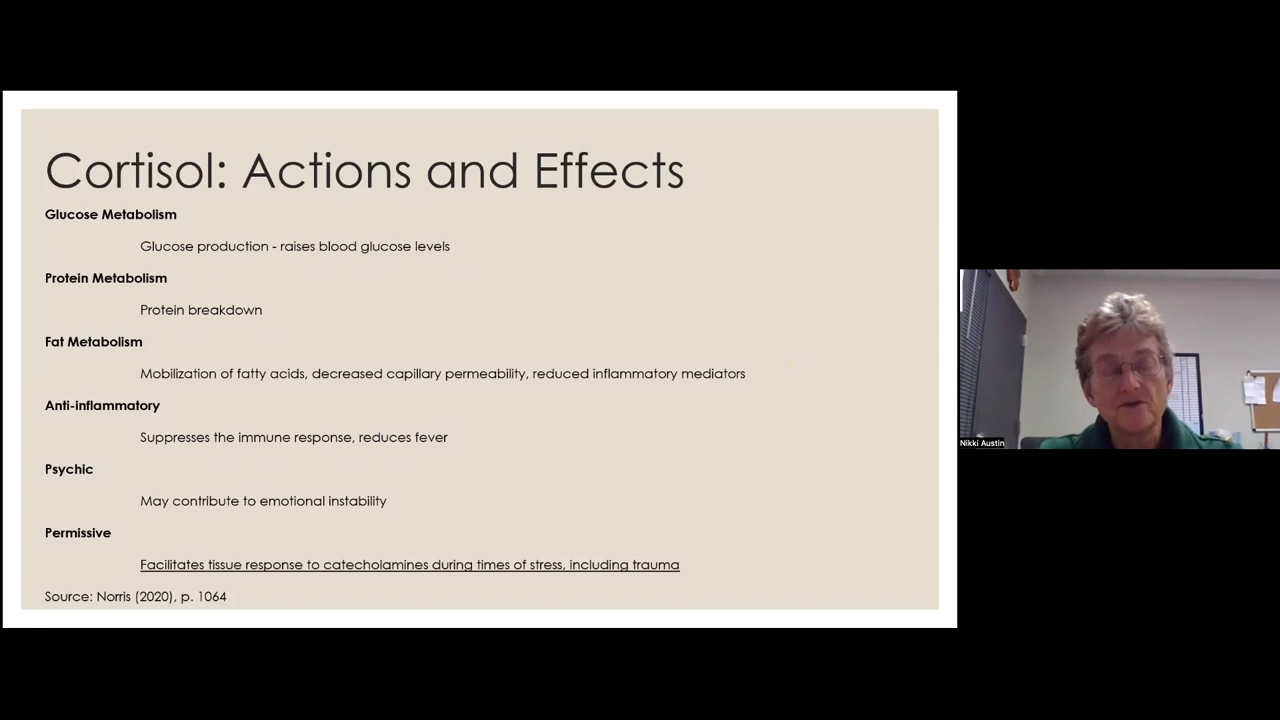 Cortisol: Actions and Effects
Glucose Metabolism
Glucose production - raises blood glucose levels
Protein Metabolism
Protein breakdown
Fat Metabolism
Mobilization of fatty acids, decreased capillary permeability, reduced inflammatory mediators
Anti-inflammatory
Suppresses the immune response, reduces fever
Psychic
May contribute to emotional instability
Permissive
Facilitates tissue response to catecholamines during times of stress, including trauma
Source: Norris (2020), p. 1064
Nikki Austin